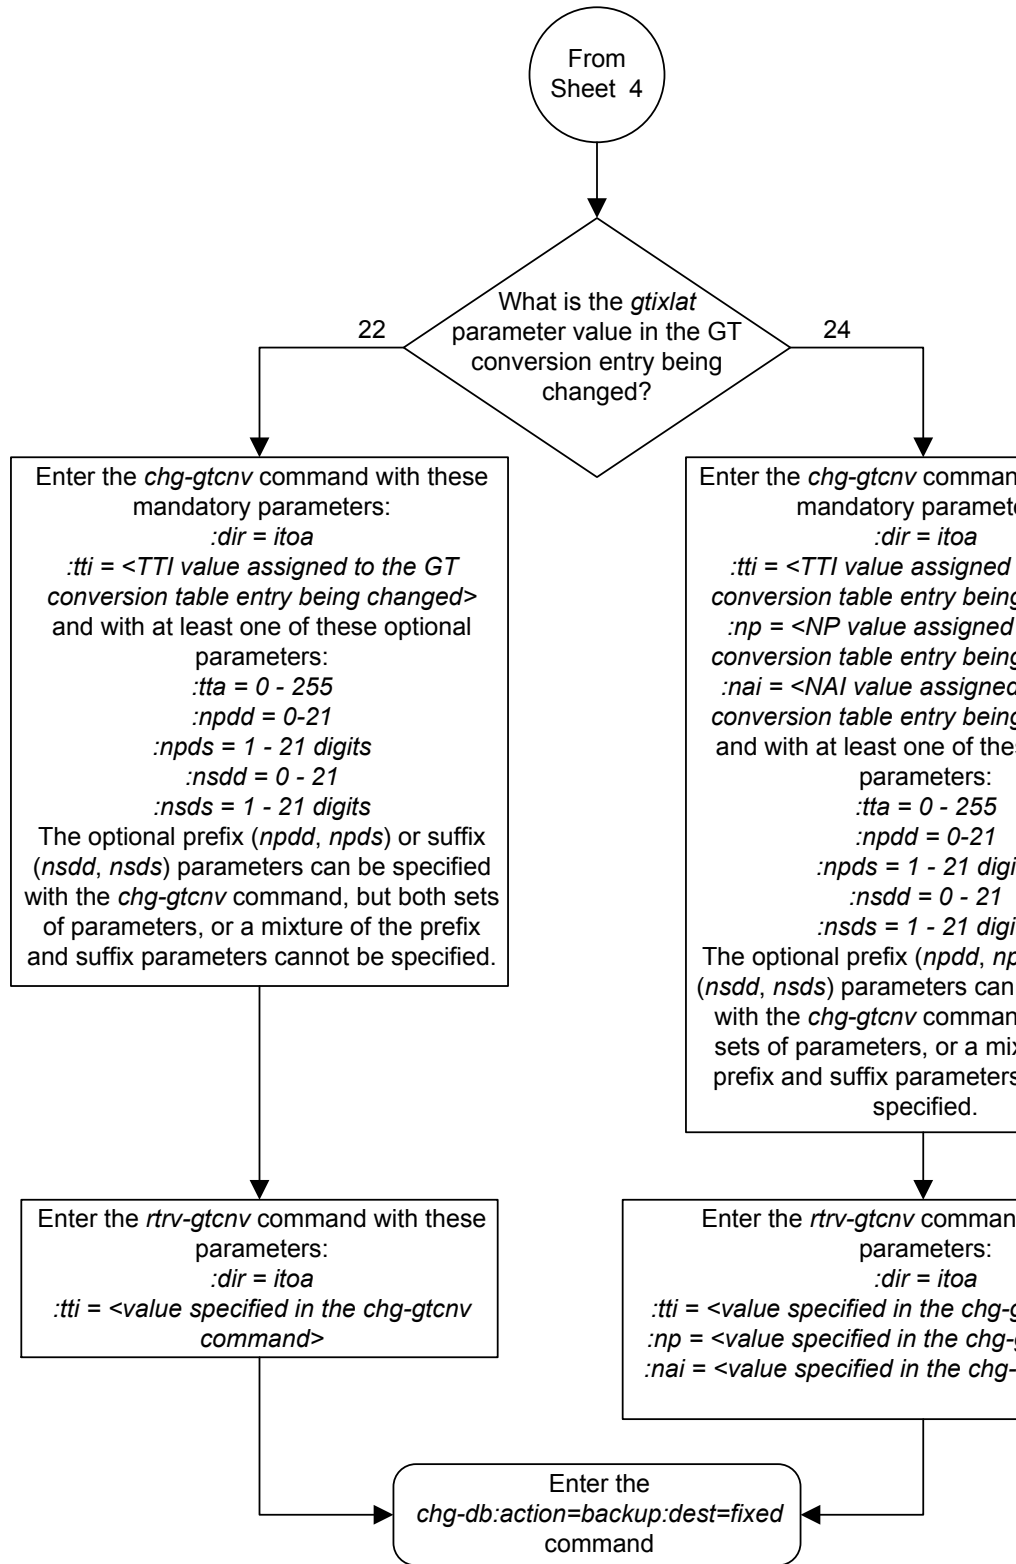 From
Sheet 4
What is the gtixlat
parameter value in the GT
conversion entry being
changed?
22
24
Enter the chg-gtcnv command with these
mandatory parameters:
:dir = itoa
:tti = <TTI value assigned to the GT
conversion table entry being changed>
and with at least one of these optional
parameters:
:tta = 0 - 255
:npdd = 0-21
:npds = 1 - 21 digits
:nsdd = 0 - 21
:nsds = 1 - 21 digits
The optional prefix (npdd, npds) or suffix
(nsdd, nsds) parameters can be specified
with the chg-gtcnv command, but both sets
of parameters, or a mixture of the prefix
and suffix parameters cannot be specified.
Enter the chg-gtcnv comman
mandatory paramet
:dir = itoa
:tti = <TTI value assigned
conversion table entry being
:np = <NP value assigned
conversion table entry being
:nai = <NAI value assigned
conversion table entry being
and with at least one of the
parameters:
:tta = 0 - 255
:npdd = 0-21
:npds = 1 - 21 digi
:nsdd = 0 - 21
:nsds = 1 - 21 digi
The optional prefix (npdd, np
(nsdd, nsds) parameters can
with the chg-gtcnv comman
sets of parameters, or a mix
prefix and suffix parameters
specified.
Enter the rtrv-gtcnv command with these
parameters:
:dir = itoa
:tti = <value specified in the chg-gtcnv
command>
Enter the rtrv-gtcnv comman
parameters:
:dir = itoa
:tti = <value specified in the chg-g
:np = <value specified in the chg-g
:nai = <value specified in the chg-
Enter the
chg-db:action=backup:dest=fixed
command